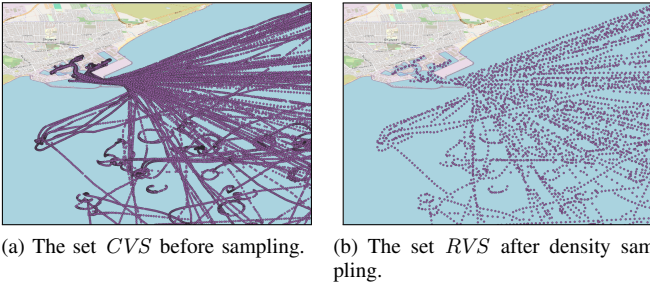 (a) The set CVS before sampling.
(b) The set RVS after density sam-
pling.